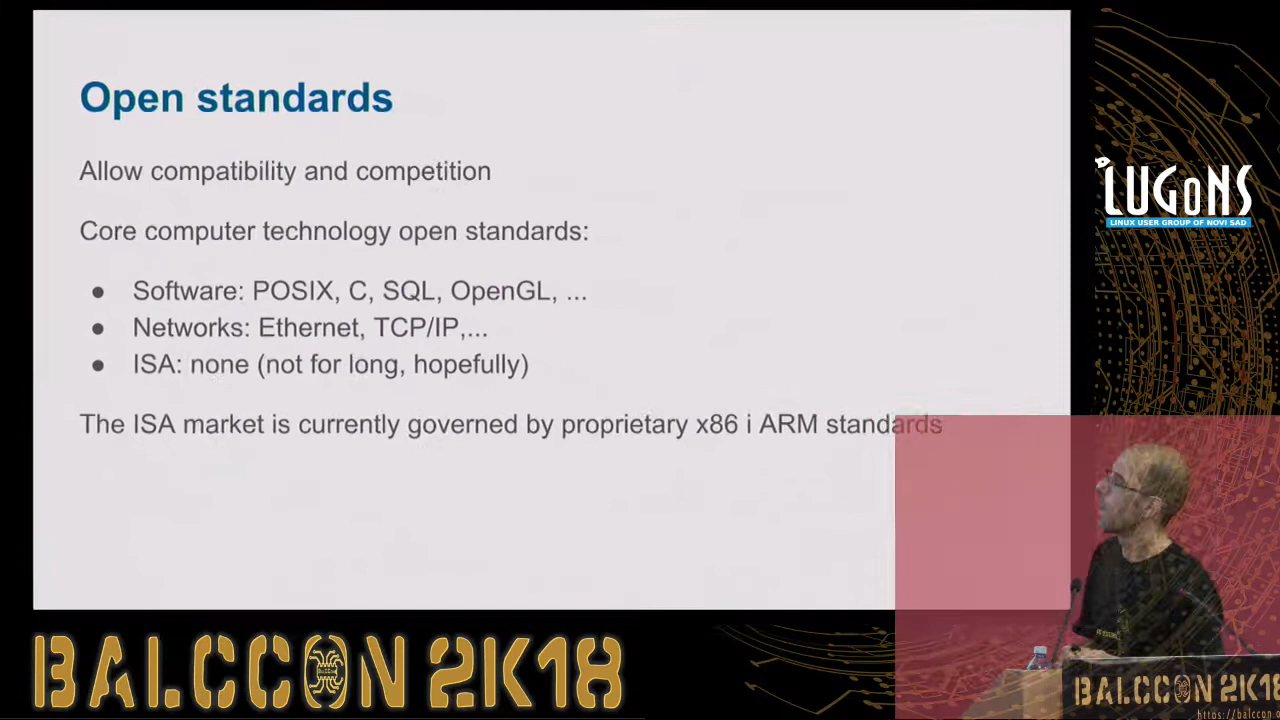 Open standards
Allow compatibility and competition
Core computer technology open standards:
● Software: POSIX, C, SQL, OpenGL, ...
● Networks: Ethernet, TCP/IP,...
● ISA: none (not for long, hopefully)
The ISA market is currently governed by proprietary x86 i ARM standards
LUGoNS
LINUX USER GROUP OF NOVI SAD
BALCCON 2K18
BALCCON 2K18
https://balccon.o